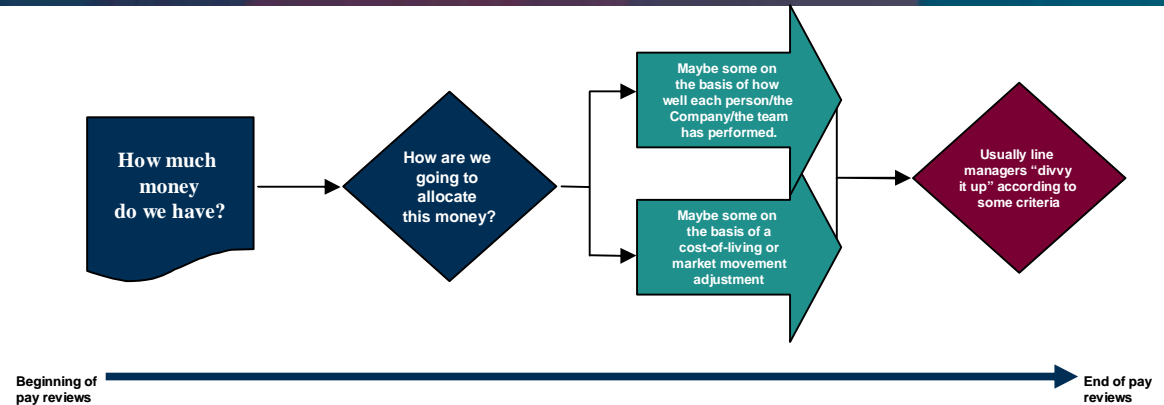 How much
money
do we have?
How are we
going to
allocate
this money?
Maybe some on
the basis of how
well each person/the
Company/the team
has performed.
Maybe some on
the basis of a
cost-of-living or
market movement
adjustment
Usually line
managers “divvy
it up” according to
some criteria
Beginning of
pay reviews
End of pay
reviews